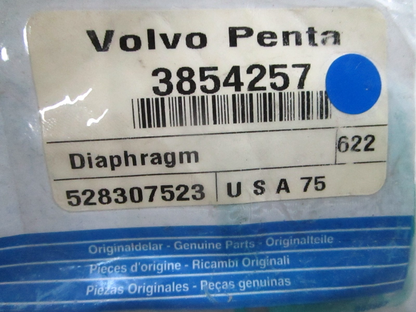 Volvo Penta
3854257
Diaphragm 622
528307523 USA 75
Originaldelar - Genuine Parts - Originalteile
Pièces d'origine - Ricambi Originali
Piezas Originales - Peças genuinas